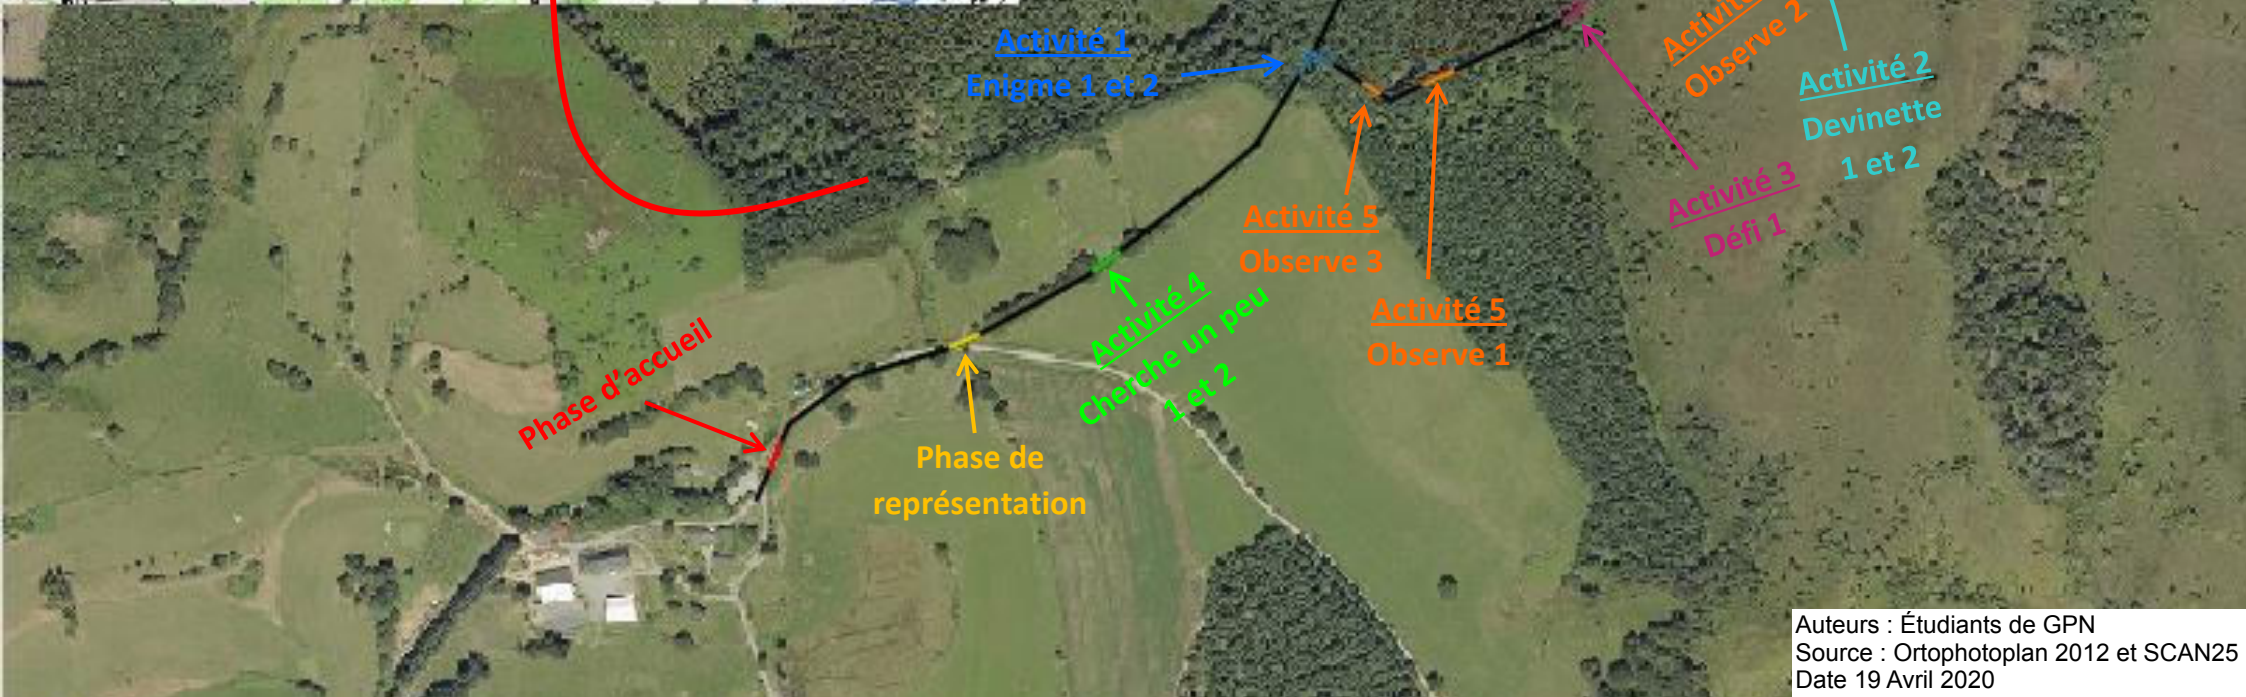 Activité 1
Enigme 1 et 2
Activité
Observe 2
Activité 2
Devinette
1 et 2
Activité 3
Défi 1
Activité 5
Observe 3
Activité 5
Observe 1
Activité 4
Cherche un peu
1 et 2
Phase d'accueil
Phase de
représentation
Auteurs : Étudiants de GPN
Source : Ortophotoplan 2012 et SCAN25
Date 19 Avril 2020